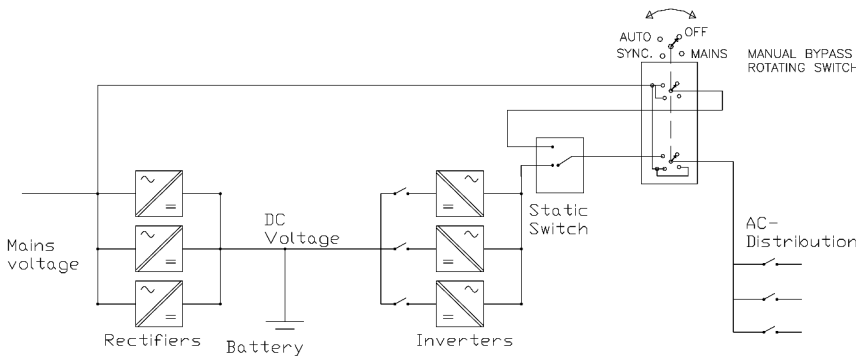 AUTO
OFF
SYNC.
MAINS
MANUAL BYPASS
ROTATING SWITCH
Mains
voltage
DC
Voltage
Static
Switch
AC-
Distribution
Rectifiers
Battery
Inverters